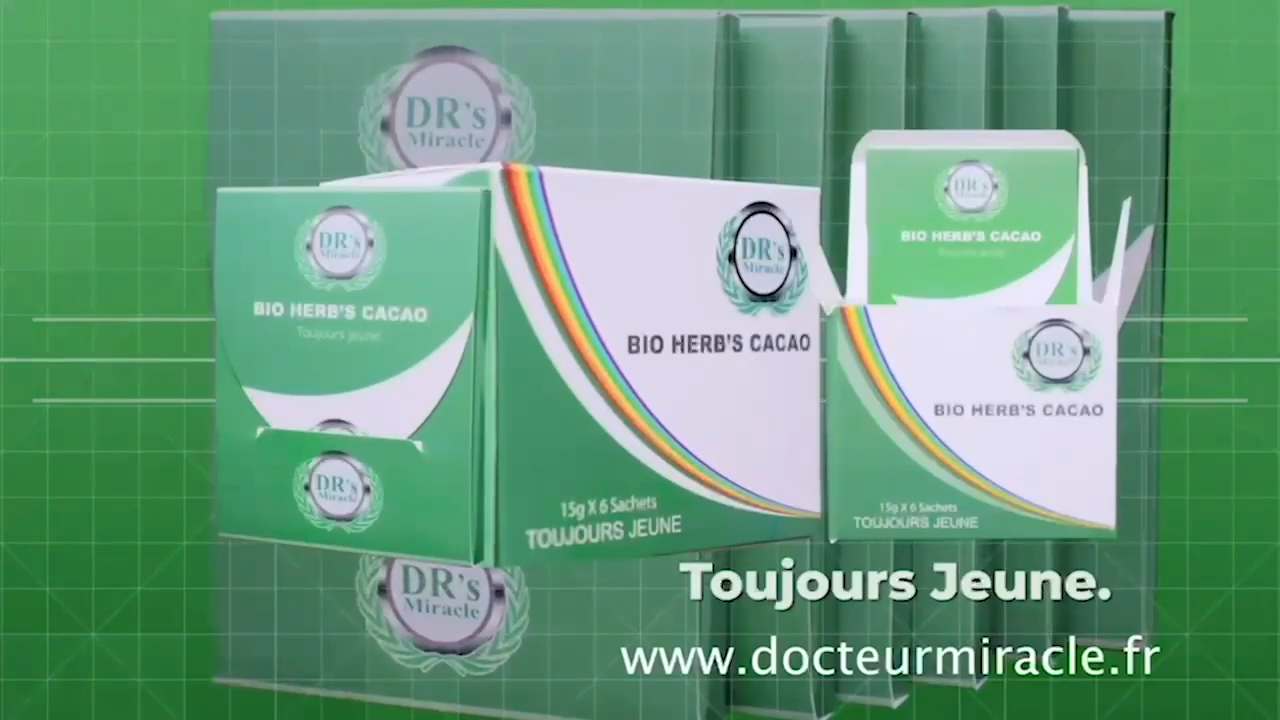 DR's
Miracle
DR's
Miracle
BIO HERB'S CACAO
Toujours jeune
DR's
Miracle
DR's
Miracle
BIO HERB'S CACAO
15g X 6 Sachets
TOUJOURS JEUNE
DR's
BIO HERB'S CACAO
DR's
BIO HERB'S CACAO
15g X 6 Sachets
TOUJOURS JEUNE
DR's
Miracle
Toujours Jeune.
www.docteurmiracle.fr